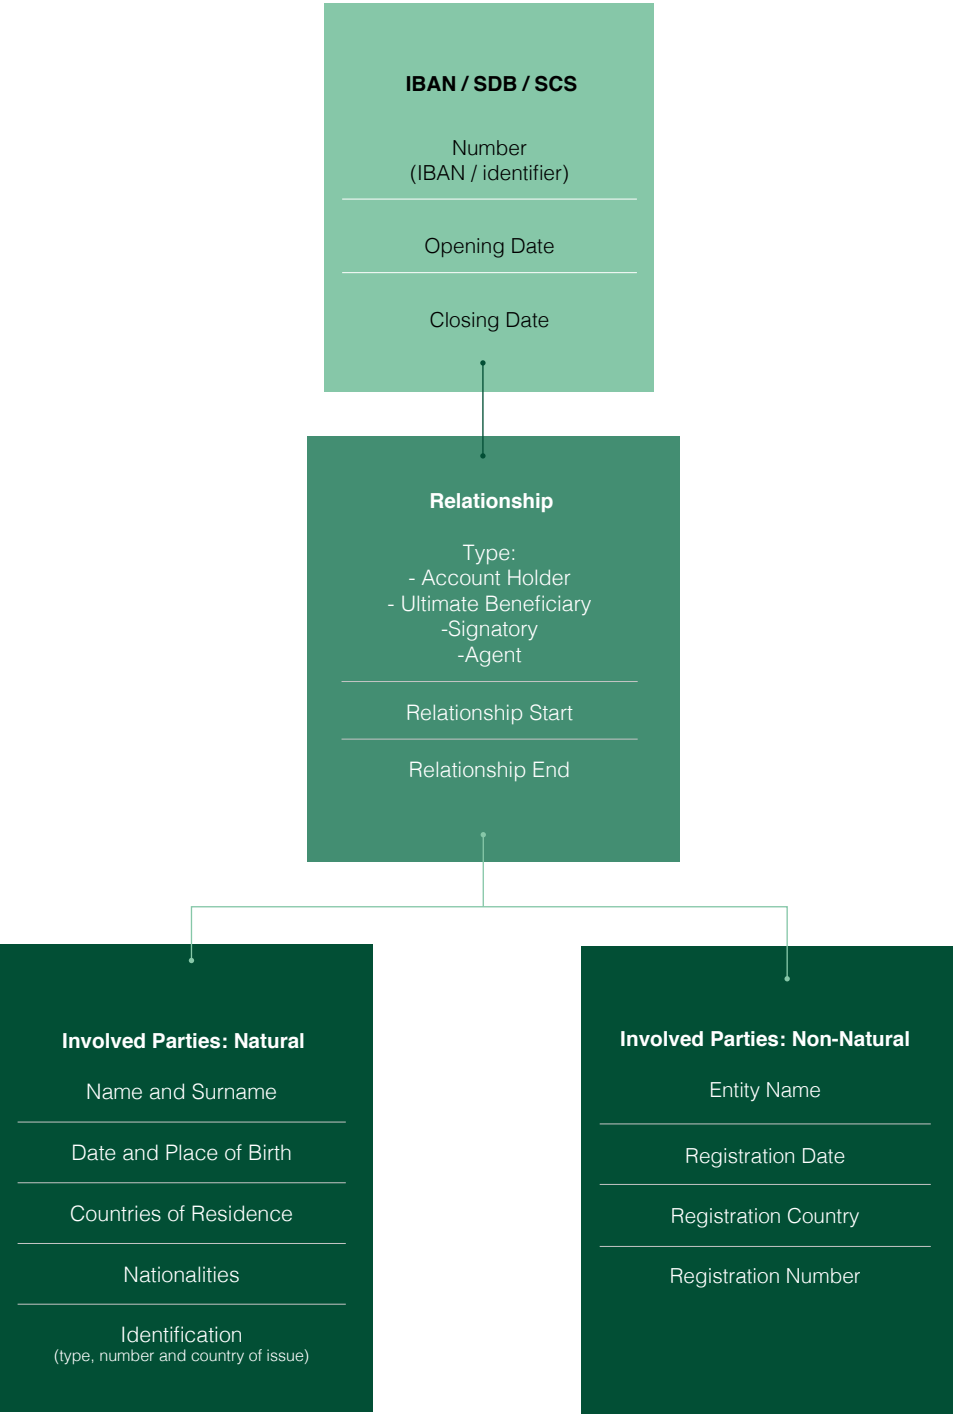 IBAN / SDB / SCS
Number
(IBAN / identifier)
Opening Date
Closing Date
Relationship
Type:
- Account Holder
- Ultimate Beneficiary
-Signatory
-Agent
Relationship Start
Relationship End
Involved Parties: Natural
Name and Surname
Date and Place of Birth
Countries of Residence
Nationalities
Identification
(type, number and country of issue)
Involved Parties: Non-Natural
Entity Name
Registration Date
Registration Country
Registration Number